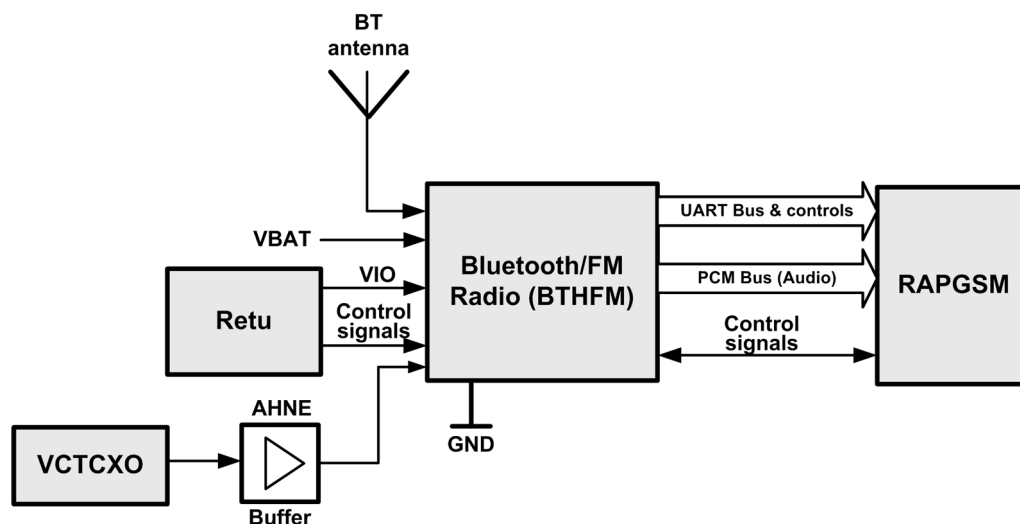 BT
antenna
VBAT
VIO
Control
signals
Retu
Bluetooth/FM
Radio (BTHFM)
UART Bus & controls
PCM Bus (Audio)
Control
signals
RAPGSM
AHNE
GND
VCTCXO
Buffer